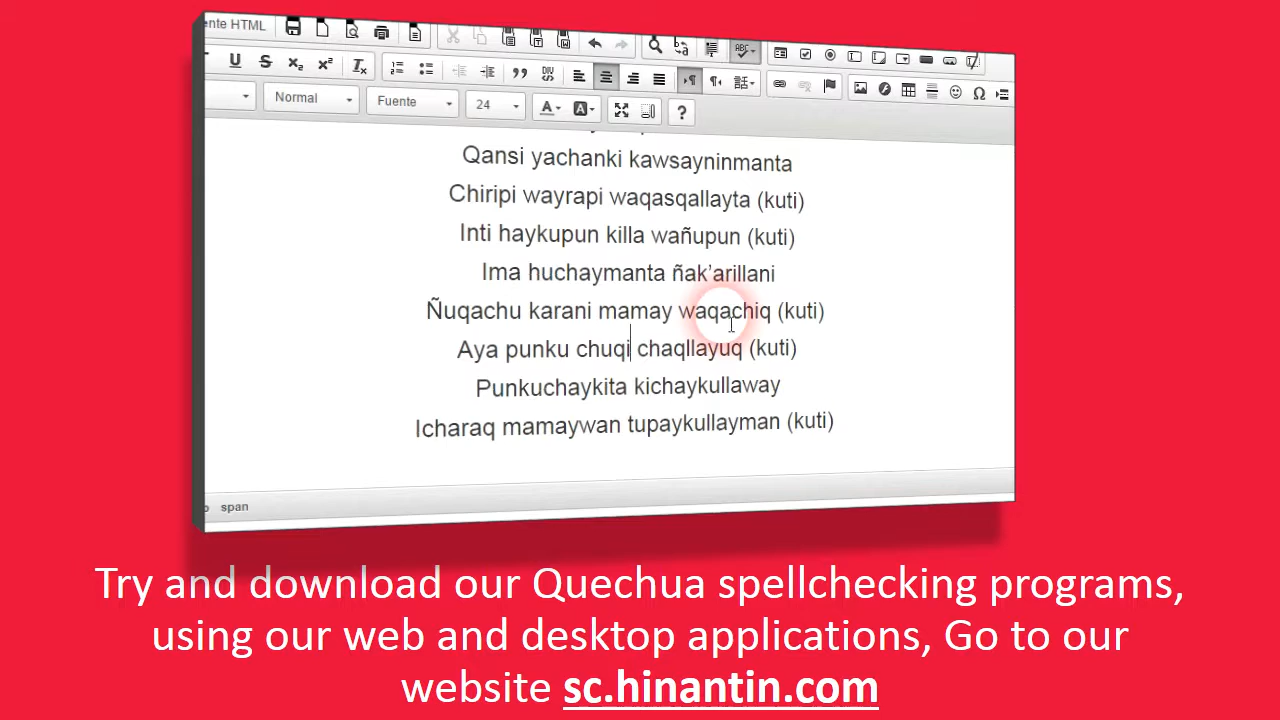 ente HTML
Normal Fuente 24
Qansi yachanki kawsayninmanta
Chiripi wayrapi waqasqallayta (kuti)
Inti haykupun killa wañupun (kuti)
Ima huchaymanta ñak'arillani
Ñuqachu karani mamay waqachiq (kuti)
Aya punku chuqi chaqllayuq (kuti)
Punkuchaykita kichaykullaway
Icharaq mamaywan tupaykullayman (kuti)
span
Try and download our Quechua spellchecking programs,
using our web and desktop applications, Go to our
website sc.hinantin.com